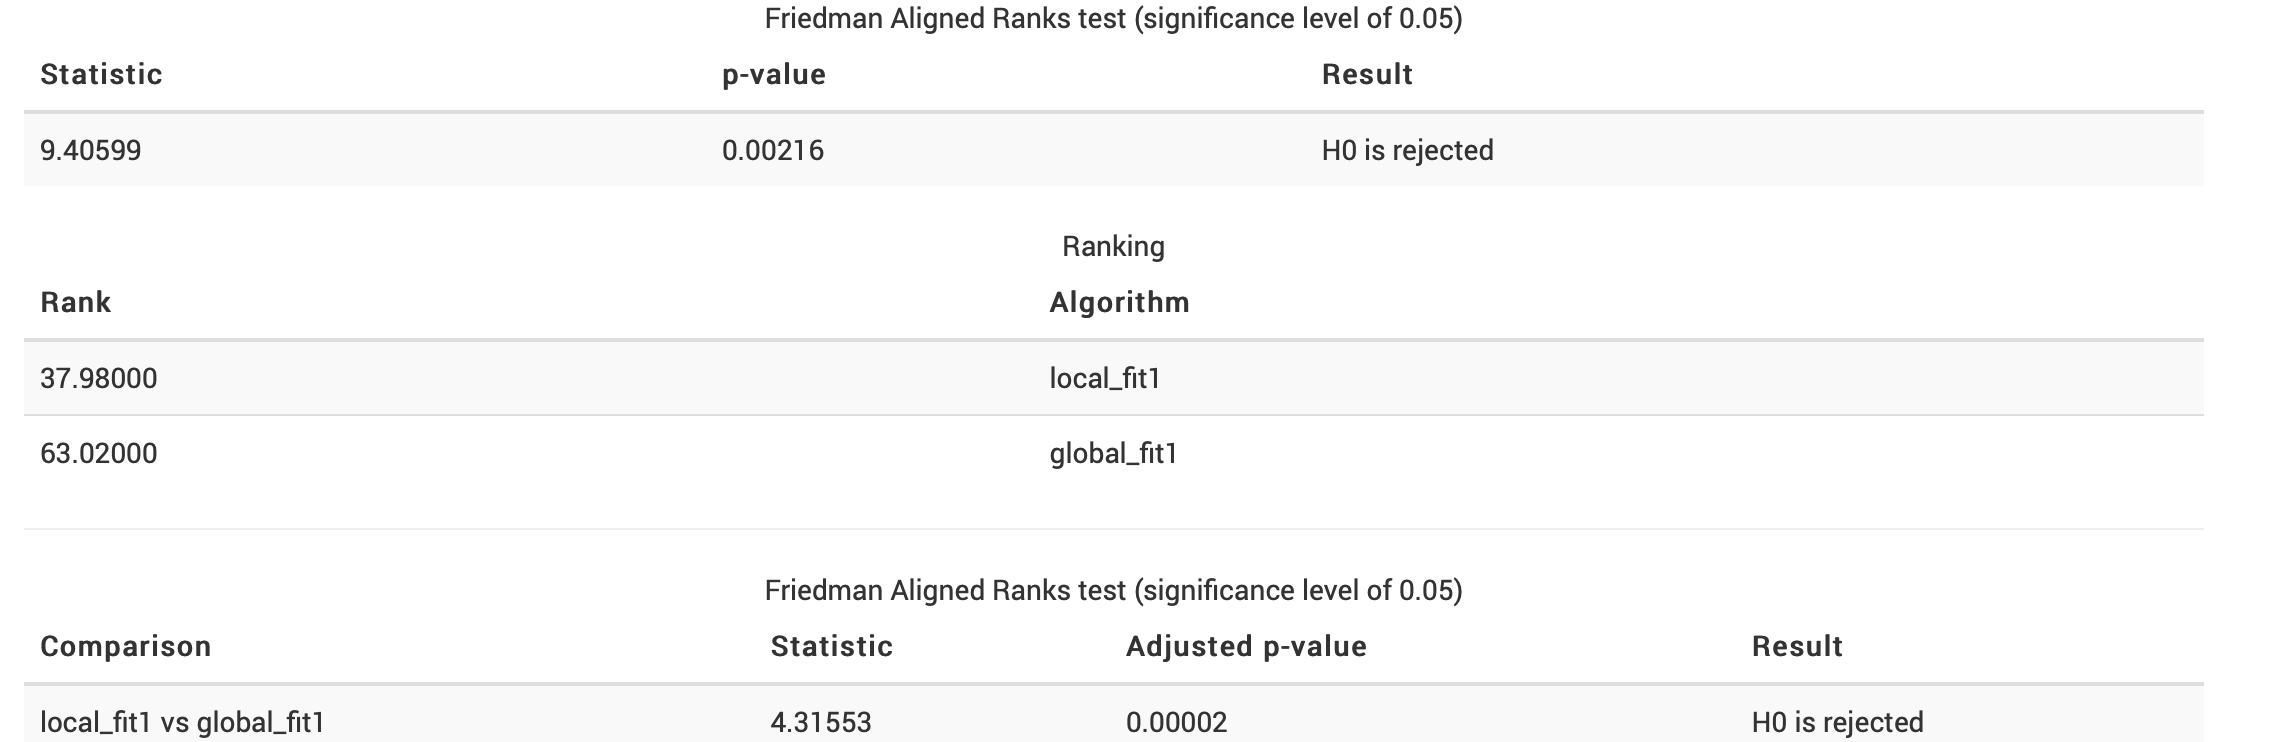 Friedman Aligned Ranks test (significance level of 0.05)
Statistic p-value Result
9.40599 0.00216 H0 is rejected
Ranking
Rank Algorithm
37.98000 local_fit1
63.02000 global_fit1
Friedman Aligned Ranks test (significance level of 0.05)
Comparison Statistic Adjusted p-value Result
local_fit1 vs global_fit1 4.31553 0.00002 H0 is rejected